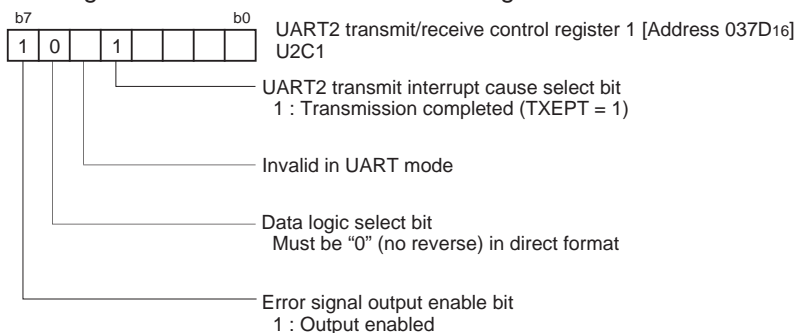 b7 b0
UART2 transmit/receive control register 1 [Address 037D16]
U2C1
1 0 1
UART2 transmit interrupt cause select bit
1 : Transmission completed (TXEPT = 1)
Invalid in UART mode
Data logic select bit
Must be “0” (no reverse) in direct format
Error signal output enable bit
1 : Output enabled